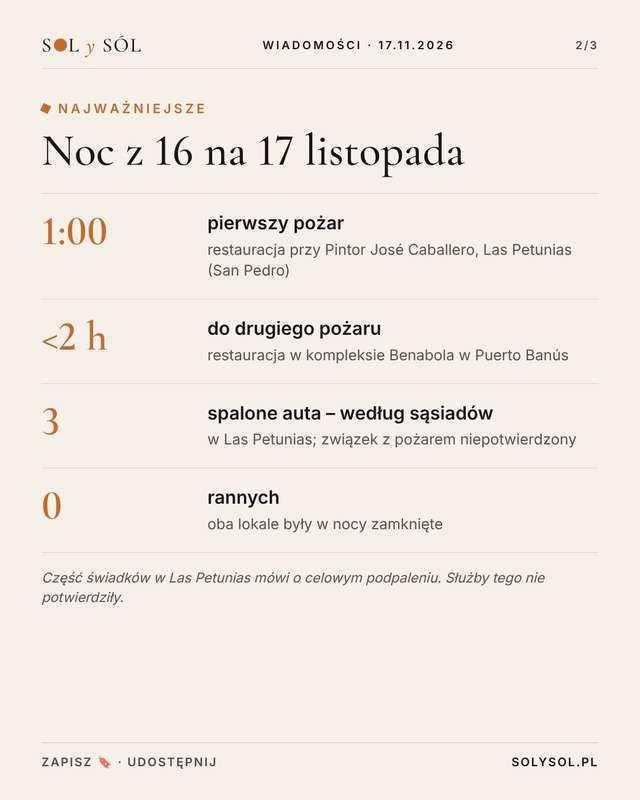 SOL y SÓL
WIADOMOŚCI · 17.11.2026
2/3
NAJWAŻNIEJSZE
Noc z 16 na 17 listopada
1:00
pierwszy pożar
restauracja przy Pintor José Caballero, Las Petunias
(San Pedro)
<2 h
do drugiego pożaru
restauracja w kompleksie Benabola w Puerto Banús
3
spalone auta – według sąsiadów
w Las Petunias; związek z pożarem niepotwierdzony
0
rannych
oba lokale były w nocy zamknięte
Część świadków w Las Petunias mówi o celowym podpaleniu. Służby tego nie
potwierdziły.
ZAPISZ 🔖 · UDOSTĘPNIJ
SOLYSOL.PL